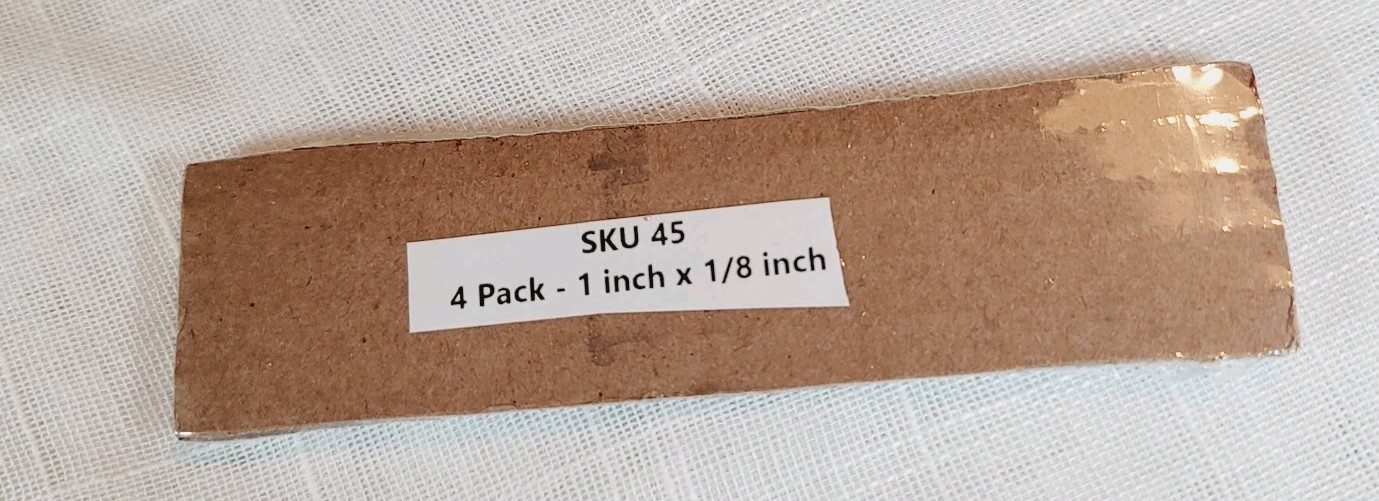 SKU 45
4 Pack - 1 inch x 1/8 inch